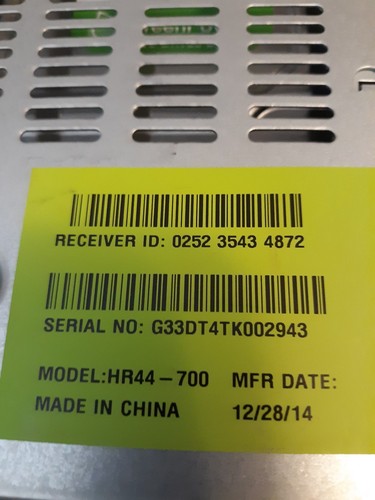 RECEIVER ID: 0252 3543 4872
SERIAL NO: G33DT4TK002943
MODEL:HR44-700 MFR DATE:
MADE IN CHINA 12/28/14